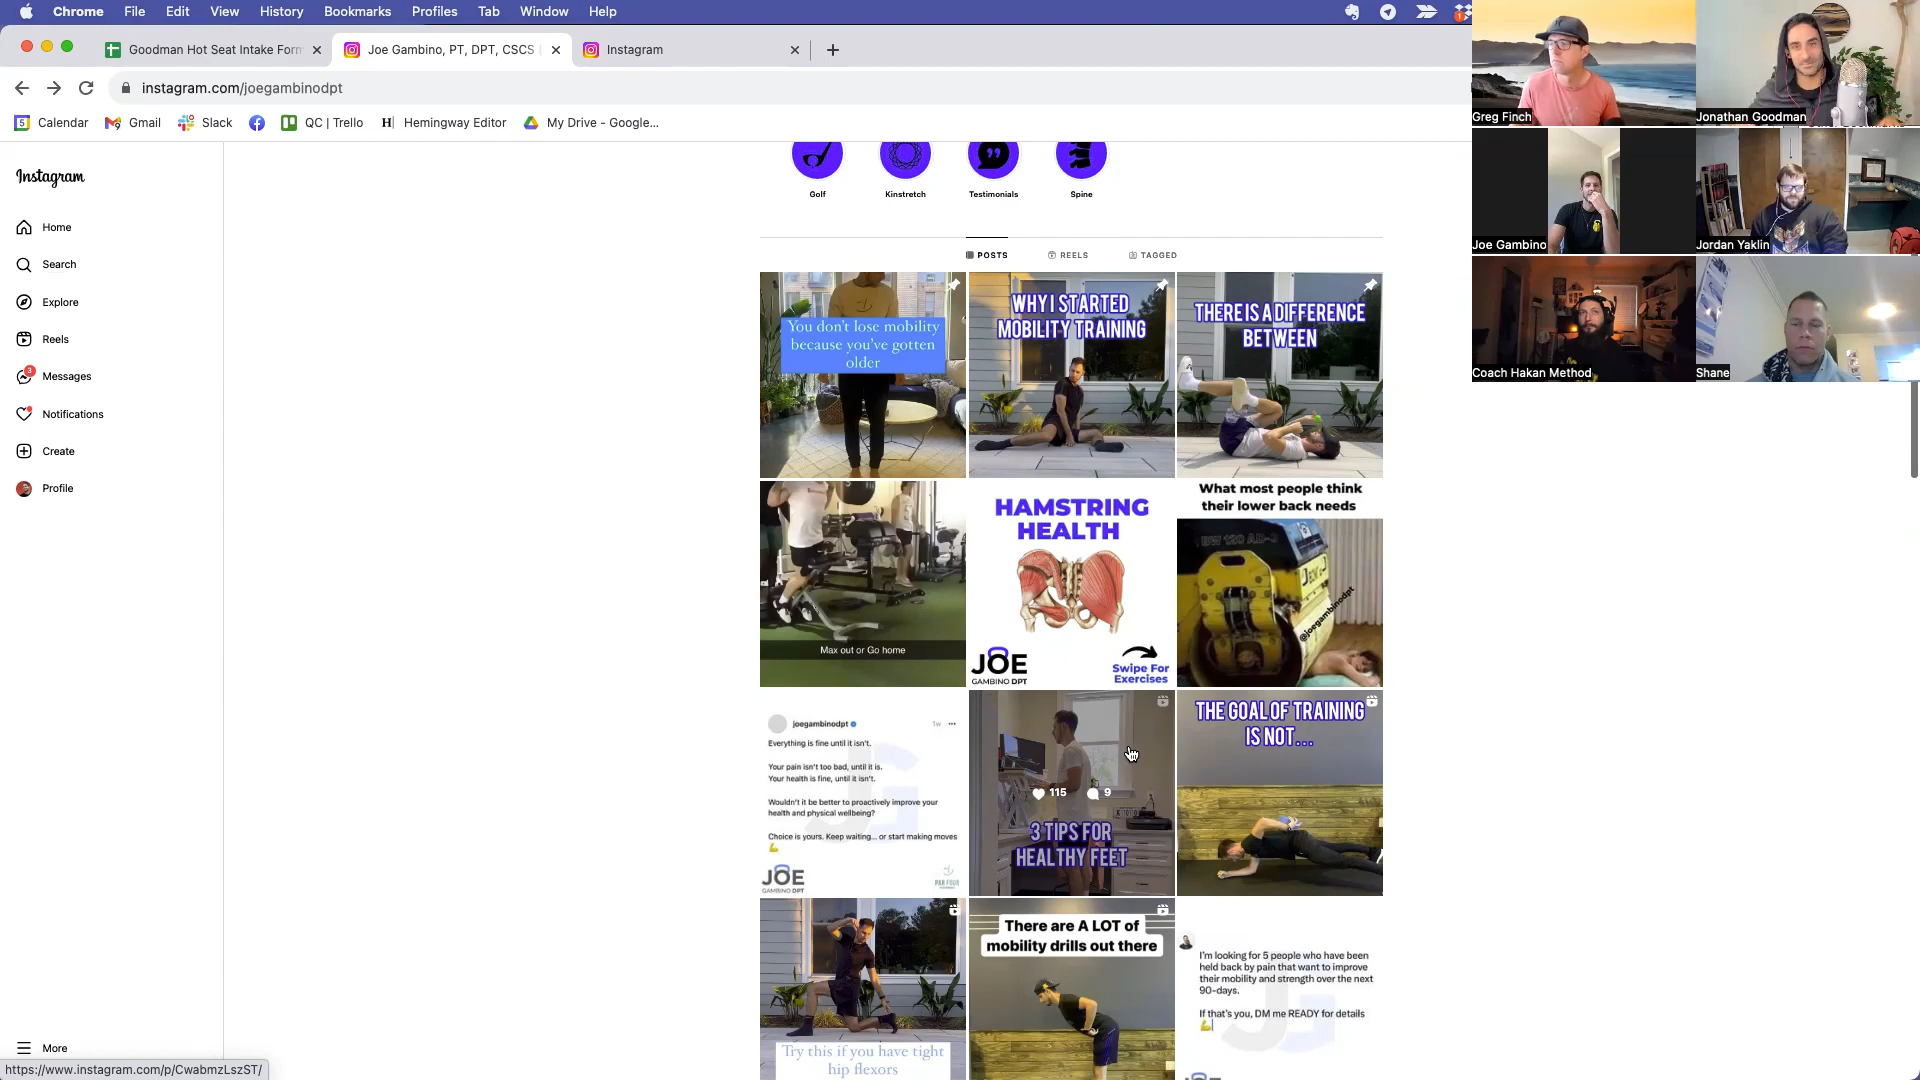 Chrome File Edit View History Bookmarks Profiles Tab Window Help
1
Goodman Hot Seat Intake Form
Joe Gambino, PT, DPT, CSCS (
Instagram
instagram.com/joegambinodpt
5 Calendar
Gmail
Slack
QC | Trello
H Hemingway Editor
My Drive - Google...
Instagram
Home
Search
Explore
Reels
3
Messages
Notifications
Create
Profile
More
https://www.instagram.com/p/CwabmzLszST/
Golf
Kinstretch
Testimonials
Spine
POSTS
REELS
TAGGED
You don't lose mobility
because you've gotten
older
WHY I STARTED
MOBILITY TRAINING
THERE IS A DIFFERENCE
BETWEEN
Max out or Go home
HAMSTRING
HEALTH
JOE
GAMBINO DPT
Swipe For
Exercises
What most people think
their lower back needs
BW 120 AD-3
@joegambinodpt
joegambinodpt
1w
Everything is fine until it isn't.
Your pain isn't too bad, until it is.
Your health is fine, until it isn't.
Wouldn't it be better to proactively improve your
health and physical wellbeing?
Choice is yours. Keep waiting... or start making moves
JOE
GAMBINO DPT
PAR FOUR
115
9
3 TIPS FOR
HEALTHY FEET
THE GOAL OF TRAINING
IS NOT...
Try this if you have tight
hip flexors
There are A LOT of
mobility drills out there
I'm looking for 5 people who have been
held back by pain that want to improve
their mobility and strength over the next
90-days.
If that's you, DM me READY for details
Greg Finch
Jonathan Goodman
Joe Gambino
Jordan Yaklin
Coach Hakan Method
Shane